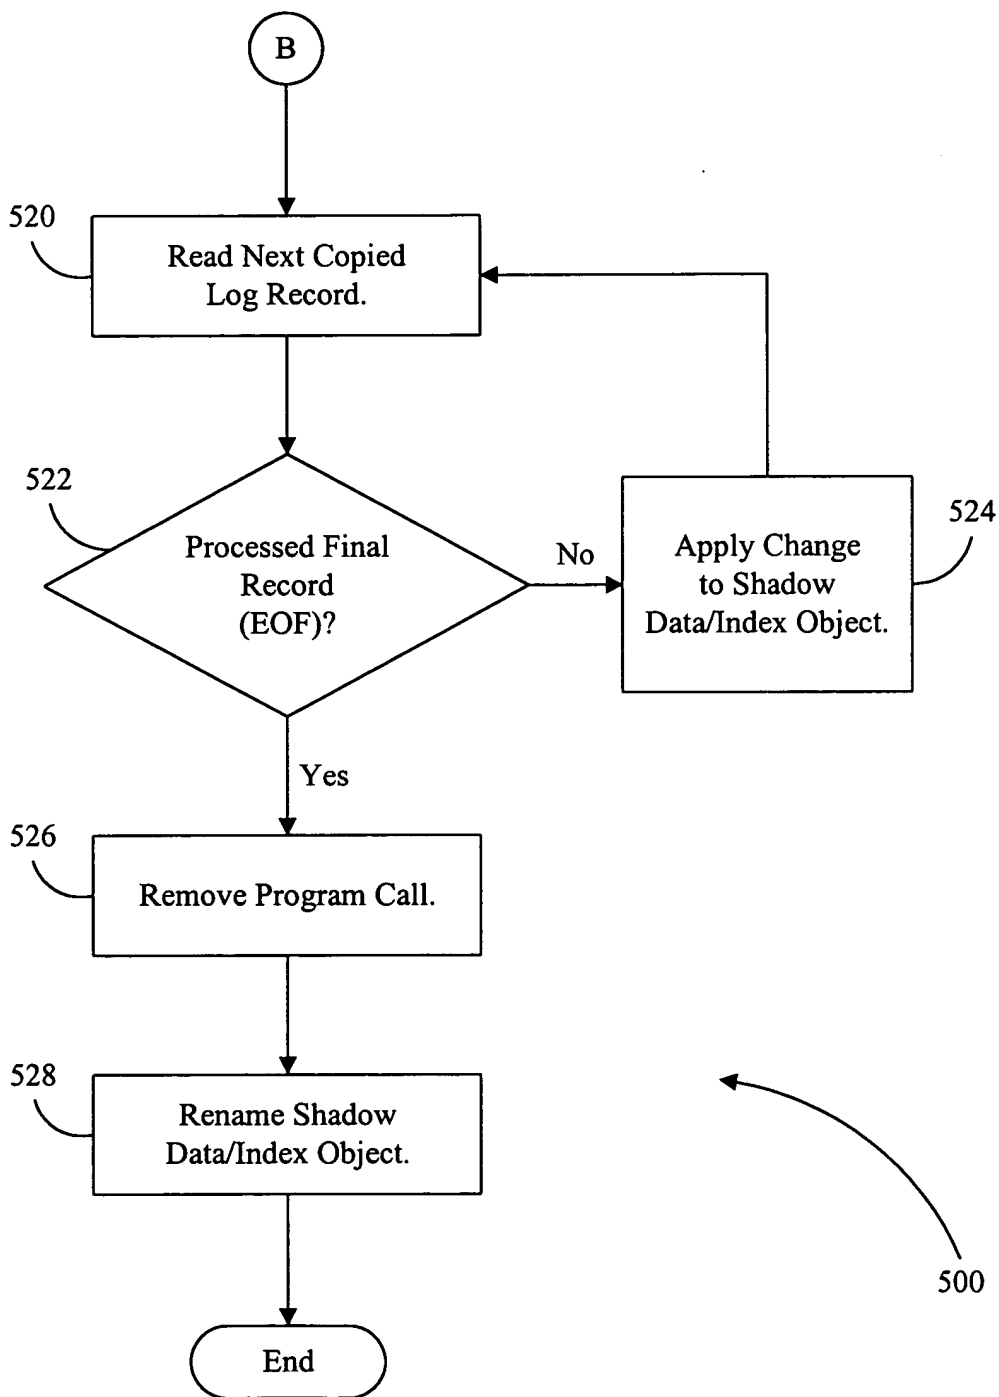 B
520
Read Next Copied
Log Record.
522
Processed Final
Record
(EOF)?
No
524
Apply Change
to Shadow
Data/Index Object.
Yes
526
Remove Program Call.
528
Rename Shadow
Data/Index Object.
500
End